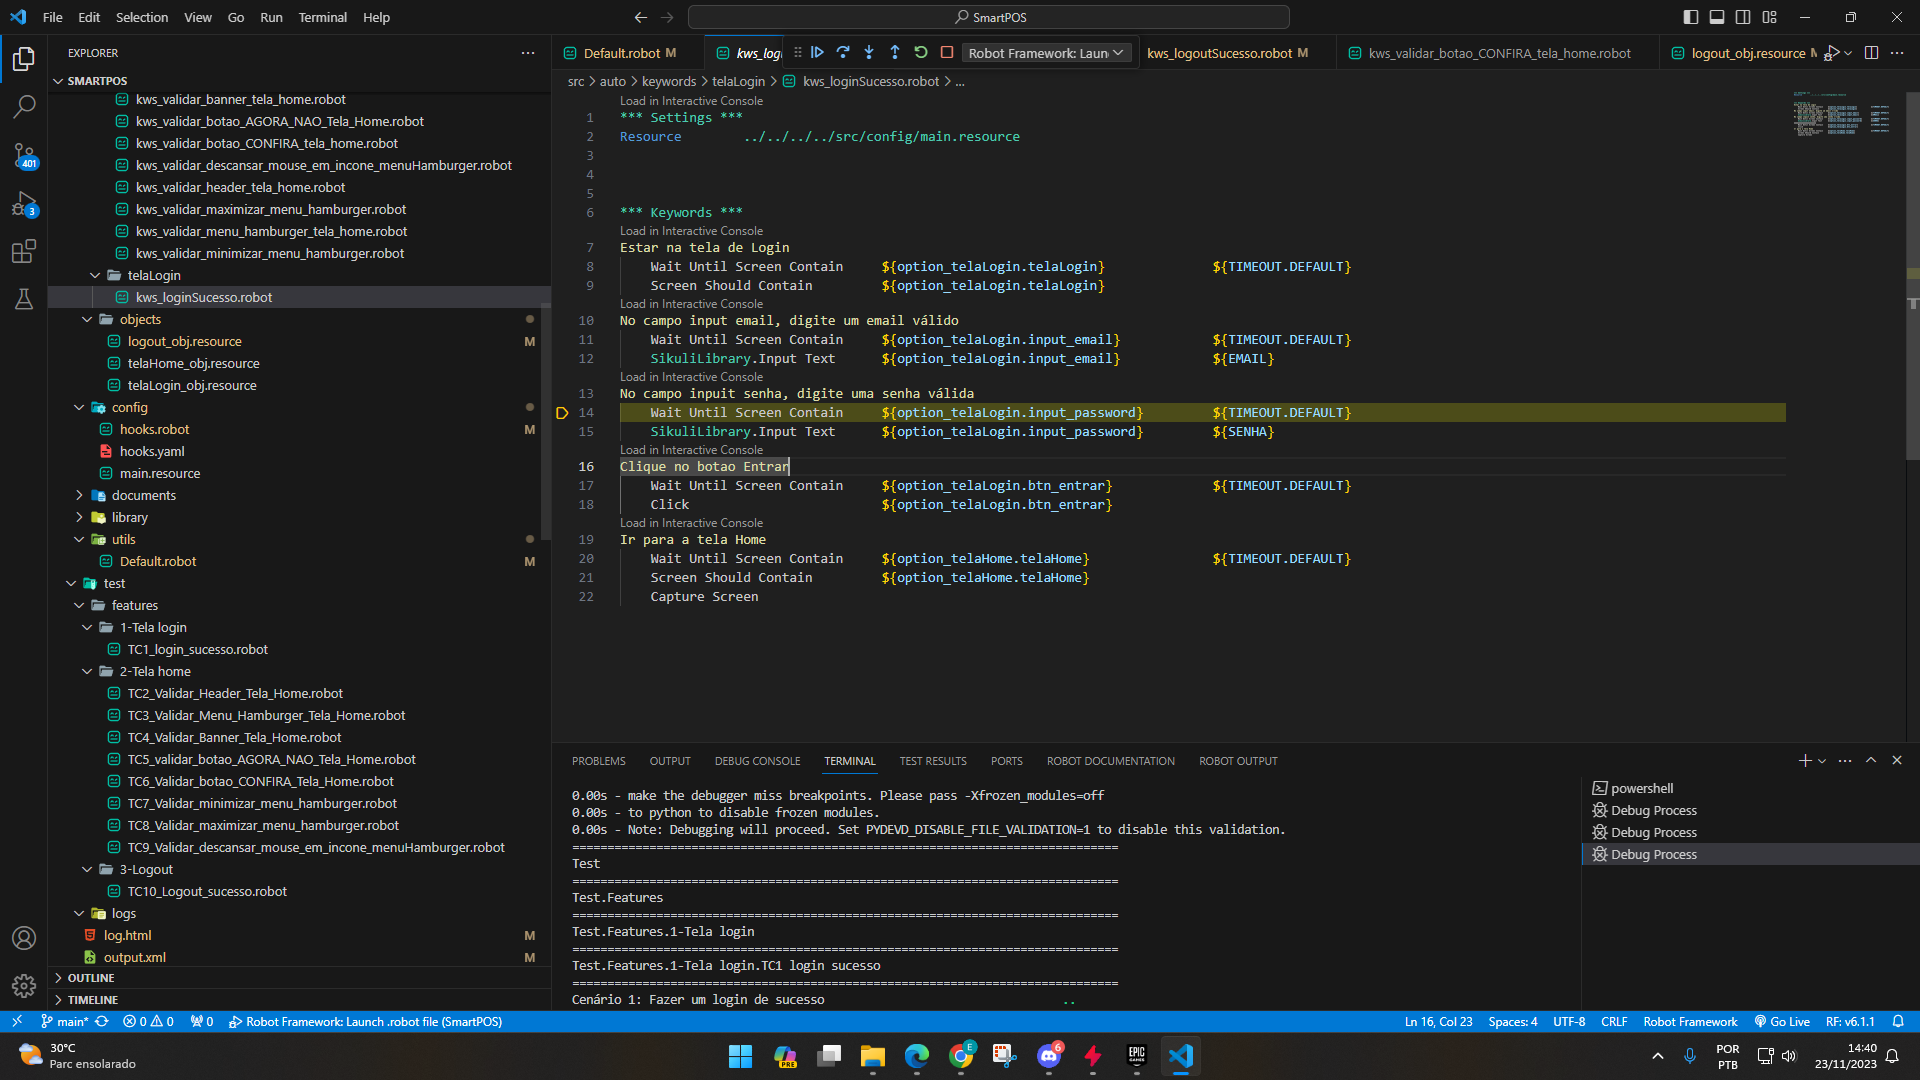 File Edit Selection View Go Run Terminal Help
SmartPOS
EXPLORER
SMARTPOS
kws_validar_banner_tela_home.robot
kws_validar_botao_AGORA_NAO_Tela_Home.robot
kws_validar_botao_CONFIRA_tela_home.robot
kws_validar_descansar_mouse_em_incone_menuHamburger.robot
kws_validar_header_tela_home.robot
kws_validar_maximizar_menu_hamburger.robot
kws_validar_menu_hamburger_tela_home.robot
kws_validar_minimizar_menu_hamburger.robot
telaLogin
kws_loginSucesso.robot
objects
logout_obj.resource M
telaHome_obj.resource
telaLogin_obj.resource
config
hooks.robot M
hooks.yaml
main.resource
documents
library
utils
Default.robot M
test
features
1-Tela login
TC1_login_sucesso.robot
2-Tela home
TC2_Validar_Header_Tela_Home.robot
TC3_Validar_Menu_Hamburger_Tela_Home.robot
TC4_Validar_Banner_Tela_Home.robot
TC5_validar_botao_AGORA_NAO_Tela_Home.robot
TC6_Validar_botao_CONFIRA_Tela_Home.robot
TC7_Validar_minimizar_menu_hamburger.robot
TC8_Validar_maximizar_menu_hamburger.robot
TC9_Validar_descansar_mouse_em_incone_menuHamburger.robot
3-Logout
TC10_Logout_sucesso.robot
logs
log.html M
output.xml M
OUTLINE
TIMELINE
401
3
Default.robot M kws_log Robot Framework: Laun kws_logoutSucesso.robot M kws_validar_botao_CONFIRA_tela_home.robot logout_obj.resource M
src > auto > keywords > telaLogin > kws_loginSucesso.robot > ...
Load in Interactive Console
1 *** Settings ***
2 Resource ../../../../src/config/main.resource
3
4
5
6 *** Keywords ***
Load in Interactive Console
7 Estar na tela de Login
8 Wait Until Screen Contain ${option_telaLogin.telaLogin} ${TIMEOUT.DEFAULT}
9 Screen Should Contain ${option_telaLogin.telaLogin}
Load in Interactive Console
10 No campo input email, digite um email válido
11 Wait Until Screen Contain ${option_telaLogin.input_email} ${TIMEOUT.DEFAULT}
12 SikuliLibrary.Input Text ${option_telaLogin.input_email} ${EMAIL}
Load in Interactive Console
13 No campo inpuit senha, digite uma senha válida
14 Wait Until Screen Contain ${option_telaLogin.input_password} ${TIMEOUT.DEFAULT}
15 SikuliLibrary.Input Text ${option_telaLogin.input_password} ${SENHA}
Load in Interactive Console
16 Clique no botao Entrar
17 Wait Until Screen Contain ${option_telaLogin.btn_entrar} ${TIMEOUT.DEFAULT}
18 Click ${option_telaLogin.btn_entrar}
Load in Interactive Console
19 Ir para a tela Home
20 Wait Until Screen Contain ${option_telaHome.telaHome} ${TIMEOUT.DEFAULT}
21 Screen Should Contain ${option_telaHome.telaHome}
22 Capture Screen
PROBLEMS OUTPUT DEBUG CONSOLE TERMINAL TEST RESULTS PORTS ROBOT DOCUMENTATION ROBOT OUTPUT
0.00s - make the debugger miss breakpoints. Please pass -Xfrozen_modules=off
0.00s - to python to disable frozen modules.
0.00s - Note: Debugging will proceed. Set PYDEVD_DISABLE_FILE_VALIDATION=1 to disable this validation.
==============================================================================
Test
==============================================================================
Test.Features
==============================================================================
Test.Features.1-Tela login
==============================================================================
Test.Features.1-Tela login.TC1 login sucesso
==============================================================================
Cenário 1: Fazer um login de sucesso ..
powershell
Debug Process
Debug Process
Debug Process
main* 0 0 0 Robot Framework: Launch .robot file (SmartPOS) Ln 16, Col 23 Spaces: 4 UTF-8 CRLF Robot Framework Go Live RF: v6.1.1
30°C
Parc ensolarado
PRE
E
6
EPIC GAMES
POR
PTB
14:40
23/11/2023